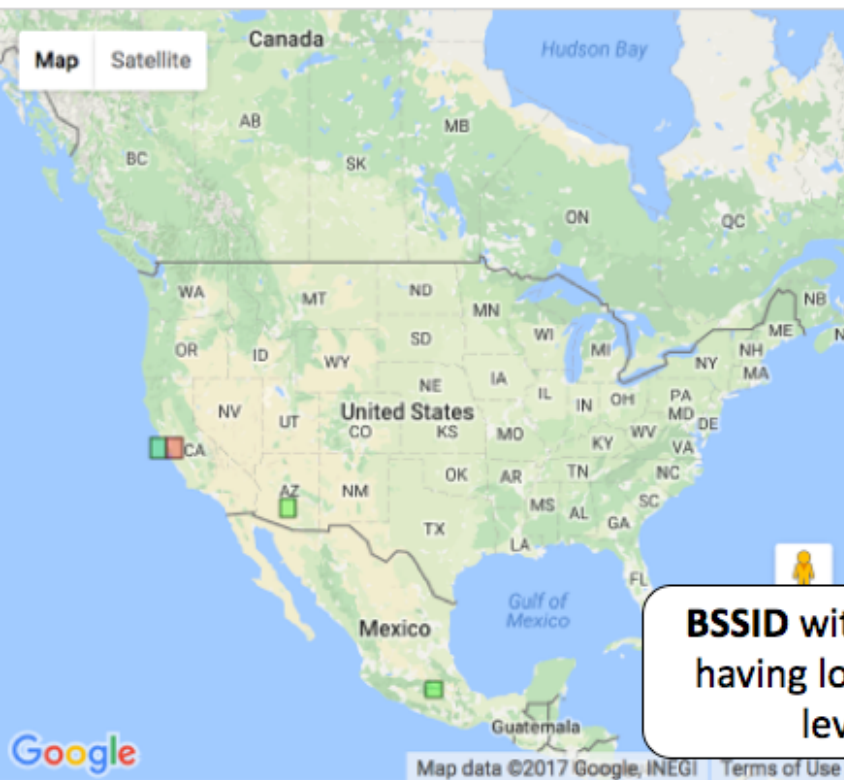 Canada
Hudson Bay
Map Satellite
AB
MB
BC
SK
ON
QC
WA
MT
ND
MN
NB
OR
ID
SD
WI
MI
ME
WY
NY
NH
NE
IA
MA
NV
UT
United States
IL
IN
OH
PA
CO
KS
MO
MD
DE
CA
KY
WV
VA
AZ
NM
OK
AR
TN
NC
MS
AL
SC
TX
GA
LA
FL
Gulf of
Mexico
Mexico
Guatemala
BSSID wit
having lo
lev
Google
Map data ©2017 Google, INEGI Terms of Use